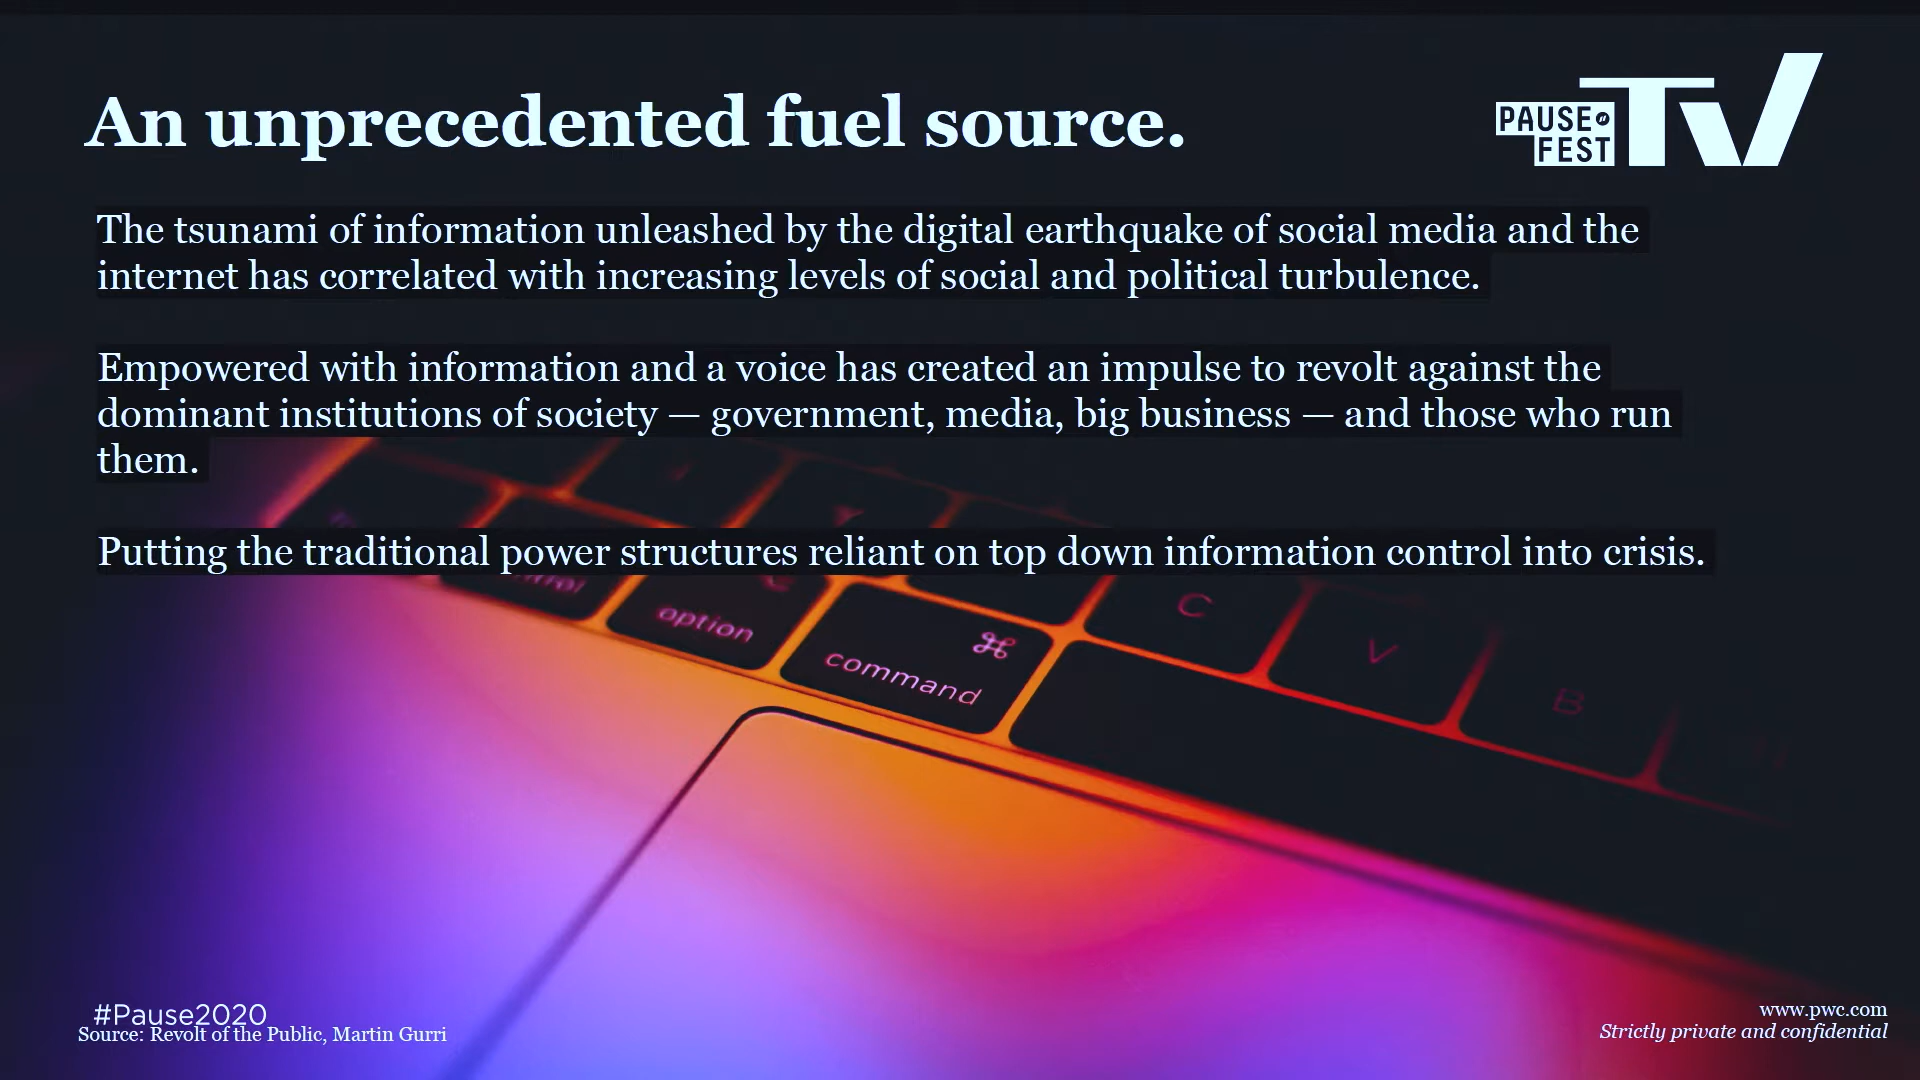 An unprecedented fuel source.
PAUSE
FEST
TV
The tsunami of information unleashed by the digital earthquake of social media and the
internet has correlated with increasing levels of social and political turbulence.
Empowered with information and a voice has created an impulse to revolt against the
dominant institutions of society — government, media, big business — and those who run
them.
Putting the traditional power structures reliant on top down information control into crisis.
option
⌘
command
C
V
B
#Pause2020
Source: Revolt of the Public, Martin Gurri
www.pwc.com
Strictly private and confidential